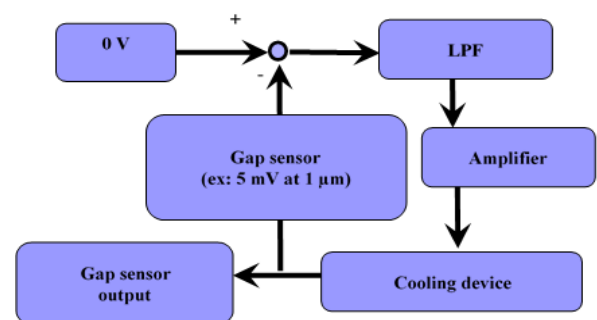 0 V
+
-
LPF
Gap sensor
(ex: 5 mV at 1 µm)
Amplifier
Gap sensor
output
Cooling device